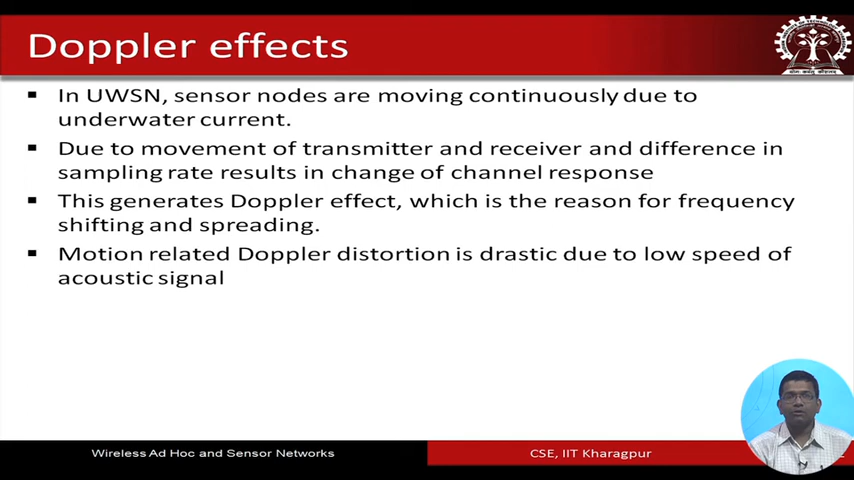 Doppler effects
▪ In UWSN, sensor nodes are moving continuously due to
underwater current.
▪ Due to movement of transmitter and receiver and difference in
sampling rate results in change of channel response
▪ This generates Doppler effect, which is the reason for frequency
shifting and spreading.
▪ Motion related Doppler distortion is drastic due to low speed of
acoustic signal
Wireless Ad Hoc and Sensor Networks
CSE, IIT Kharagpur